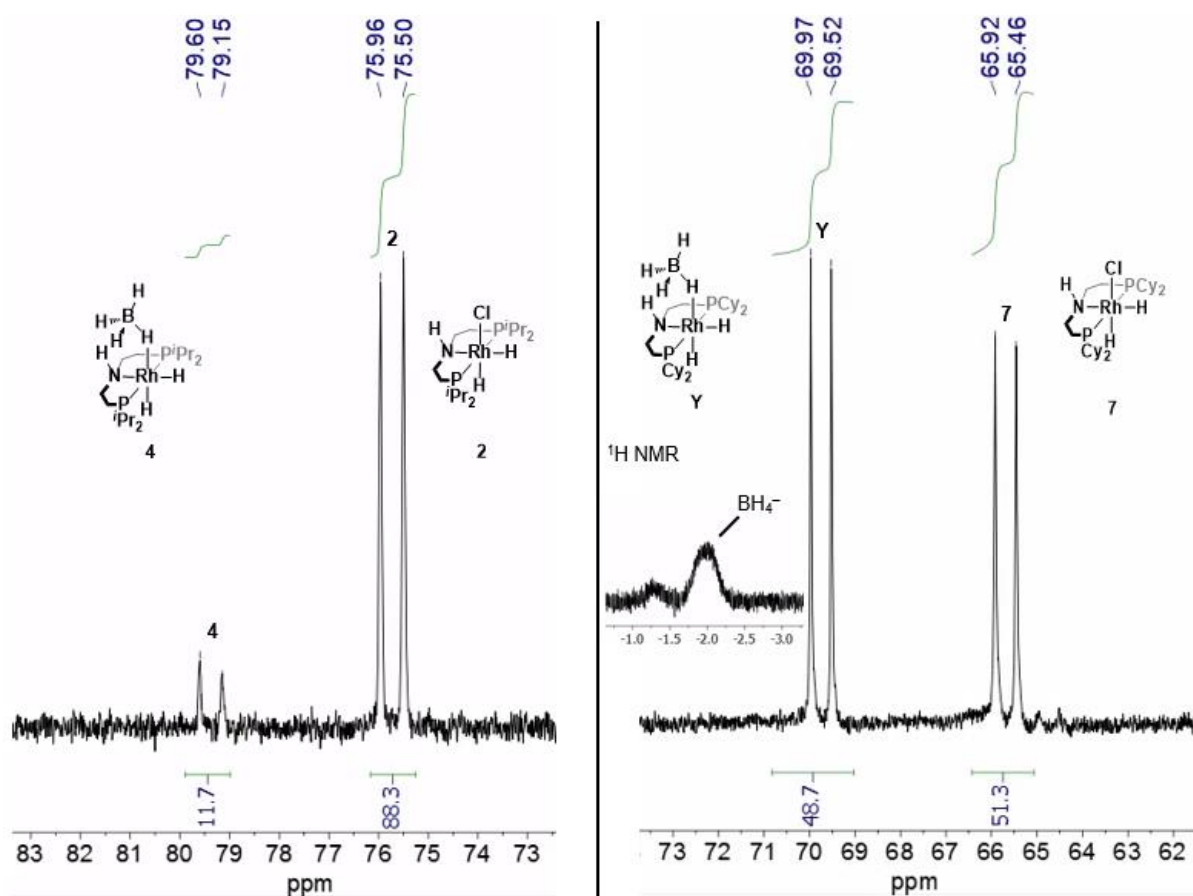 79.60
79.15
75.96
75.50
2
4
H
H
B
H
H
H
N
Rh
H
H
P
PiPr2
iPr2
4
Cl
H
N
Rh
H
H
P
PiPr2
iPr2
2
11.7
88.3
83 82 81 80 79 78 77 76 75 74 73
ppm
69.97
69.52
65.92
65.46
Y
7
H
H
B
H
H
H
N
Rh
H
H
P
PCy2
Cy2
Y
Cl
H
N
Rh
H
H
P
PCy2
Cy2
7
1H NMR
BH4−
-1.0 -1.5 -2.0 -2.5 -3.0
48.7
51.3
73 72 71 70 69 68 67 66 65 64 63 62
ppm